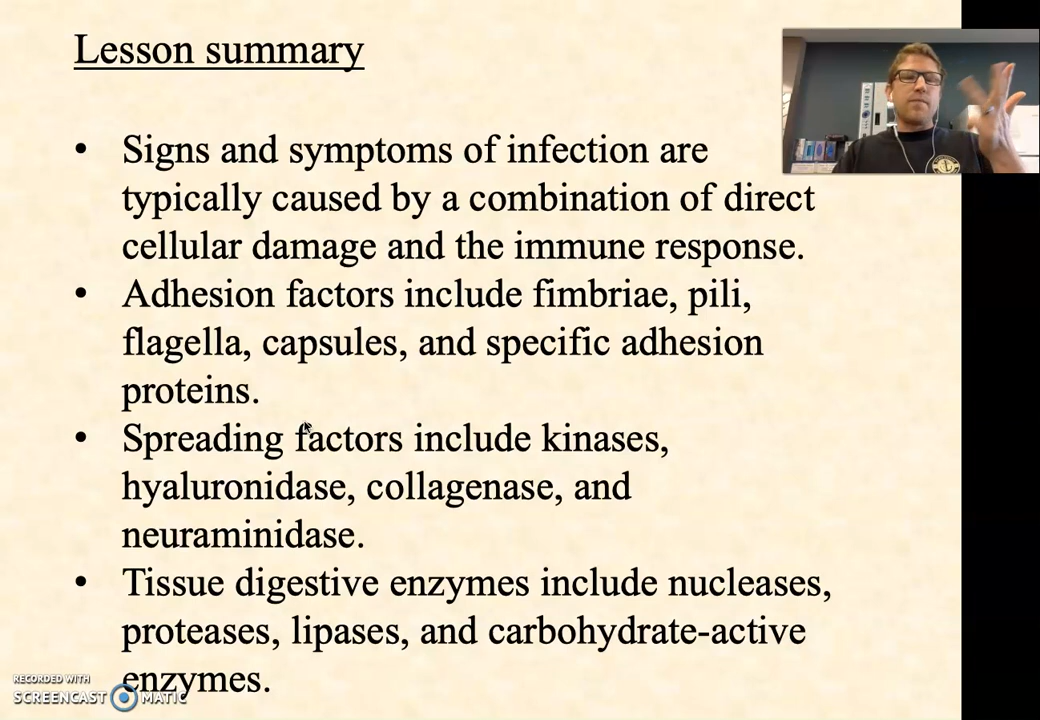 Lesson summary
• Signs and symptoms of infection are
typically caused by a combination of direct
cellular damage and the immune response.
• Adhesion factors include fimbriae, pili,
flagella, capsules, and specific adhesion
proteins.
• Spreading factors include kinases,
hyaluronidase, collagenase, and
neuraminidase.
• Tissue digestive enzymes include nucleases,
proteases, lipases, and carbohydrate-active
enzymes.
RECORDED WITH
SCREENCAST MATIC